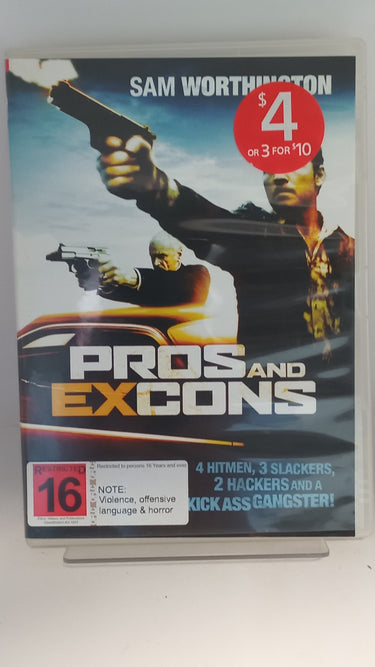 SAM WORTHINGTON
$4
OR 3 FOR $10
PROS AND
EXCONS
4 HITMEN, 3 SLACKERS,
2 HACKERS AND A
KICK ASS GANGSTER!
RESTRICTED
16
Restricted to persons 16 Years and over
NOTE:
Violence, offensive
language & horror